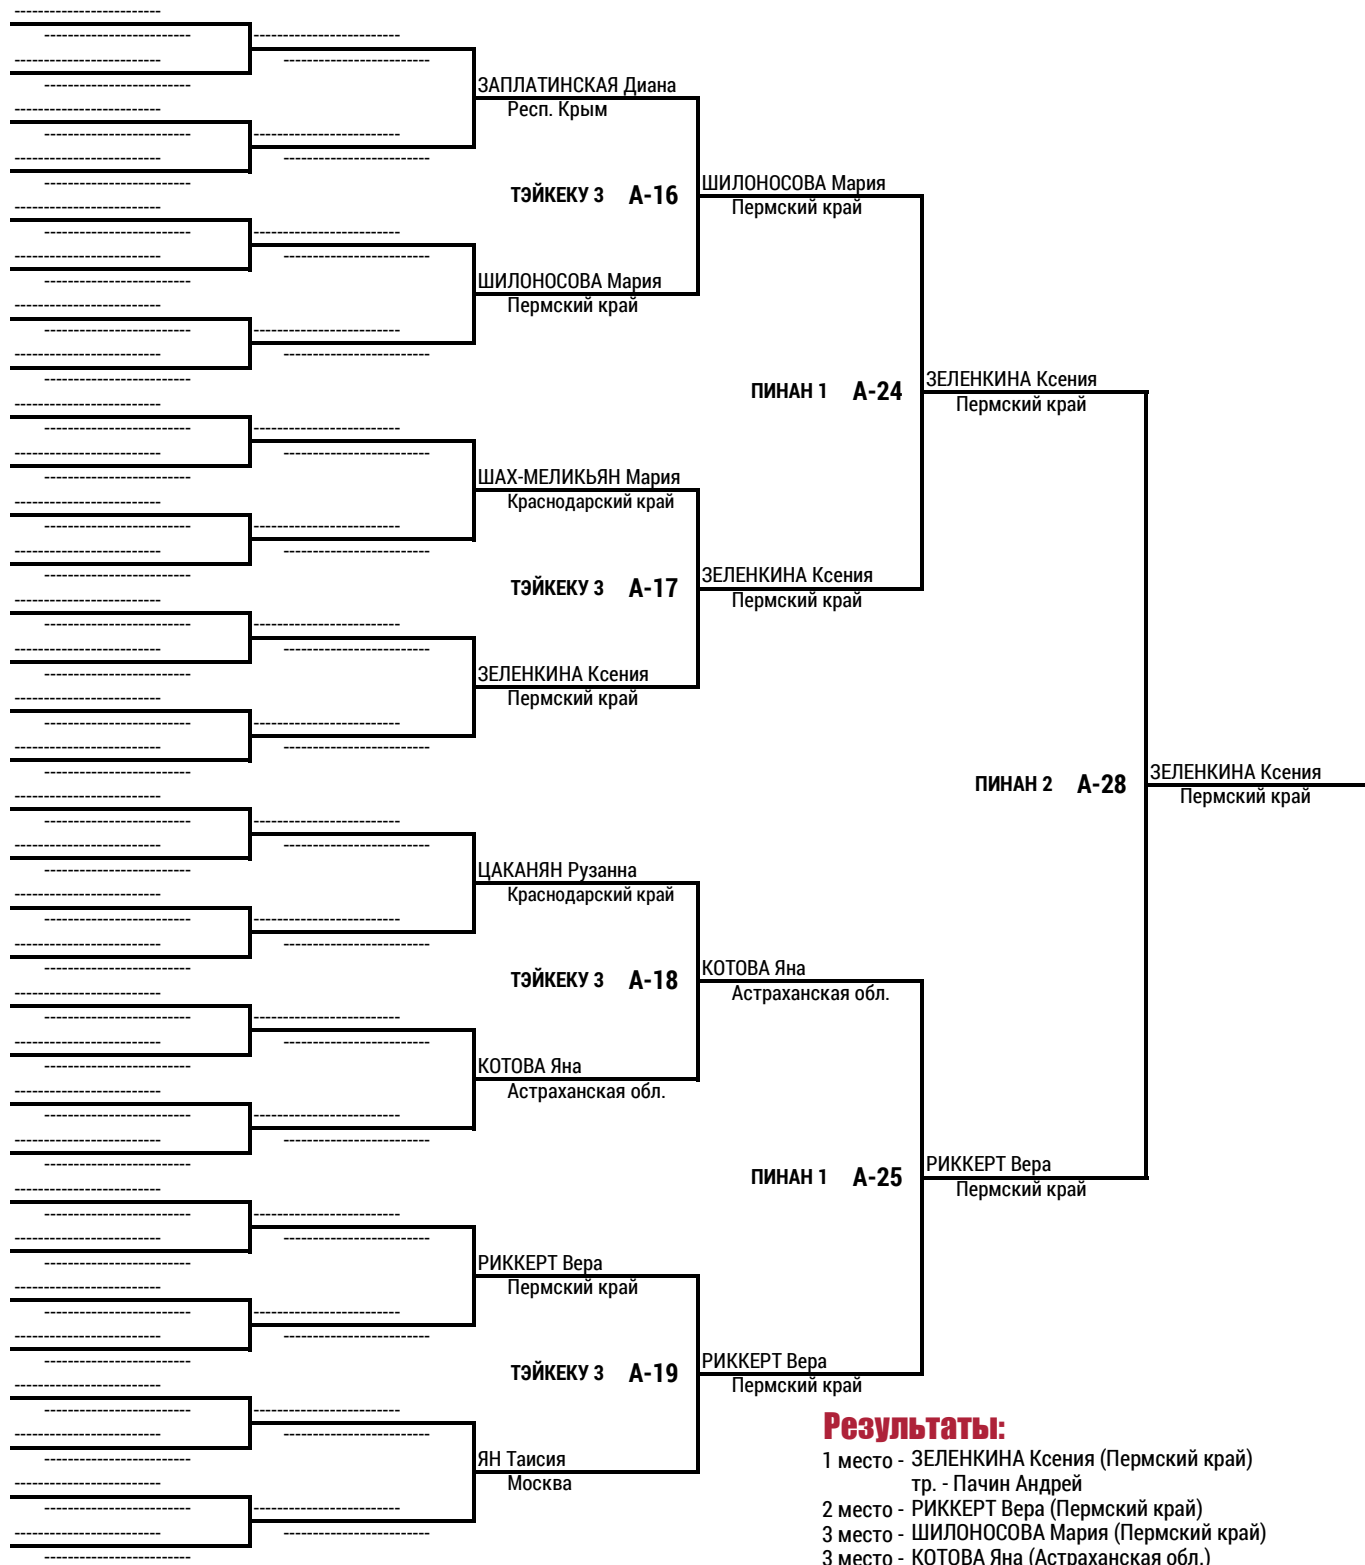 ЗАПЛАТИНСКАЯ Диана
Респ. Крым
ТЭЙКЕКУ 3 A-16
ШИЛОНОСОВА Мария
Пермский край
ШИЛОНОСОВА Мария
Пермский край
ПИНАН 1 A-24
ЗЕЛЕНКИНА Ксения
Пермский край
ШАХ-МЕЛИКЬЯН Мария
Краснодарский край
ТЭЙКЕКУ 3 A-17
ЗЕЛЕНКИНА Ксения
Пермский край
ЗЕЛЕНКИНА Ксения
Пермский край
ПИНАН 2 A-28
ЗЕЛЕНКИНА Ксения
Пермский край
ЦАКАНЯН Рузанна
Краснодарский край
ТЭЙКЕКУ 3 A-18
КОТОВА Яна
Астраханская обл.
КОТОВА Яна
Астраханская обл.
ПИНАН 1 A-25
РИККЕРТ Вера
Пермский край
РИККЕРТ Вера
Пермский край
ТЭЙКЕКУ 3 A-19
РИККЕРТ Вера
Пермский край
ЯН Таисия
Москва
Результаты:
1 место - ЗЕЛЕНКИНА Ксения (Пермский край)
тр. - Пачин Андрей
2 место - РИККЕРТ Вера (Пермский край)
3 место - ШИЛОНОСОВА Мария (Пермский край)
3 место - КОТОВА Яна (Астраханская обл.)